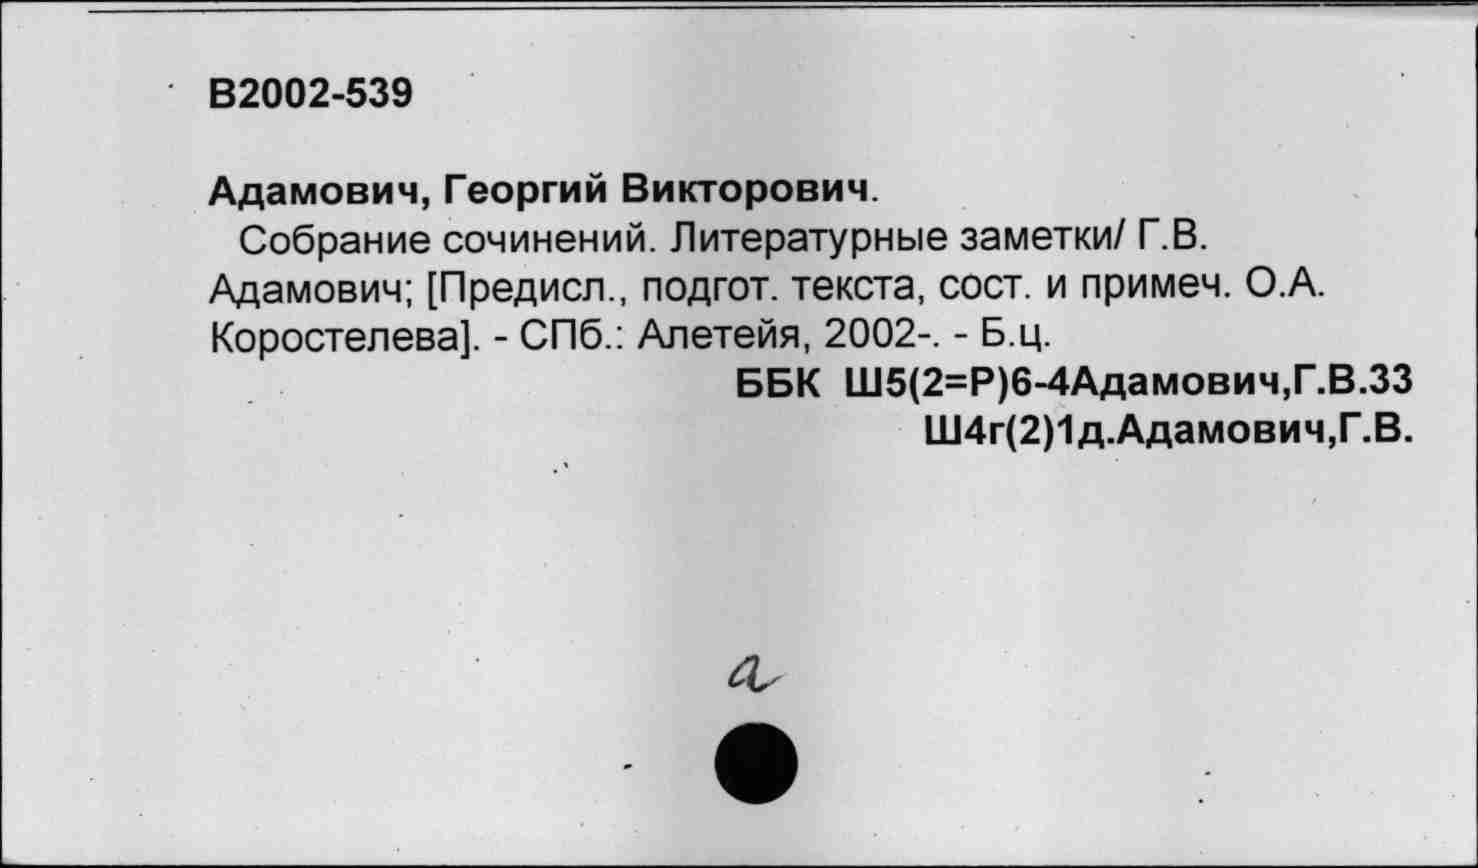 В2002-539
Адамович, Георгий Викторович.
Собрание сочинений. Литературные заметки/ Г.В.
Адамович; [Предисл., подгот. текста, сост. и примеч. О.А.
Коростелева]. - СПб.: Алетейя, 2002-. - Б.ц.
ББК Ш5(2=Р)6-4Адамович,Г.В.33
Ш4г(2)1д.Адамович,Г.В.
а